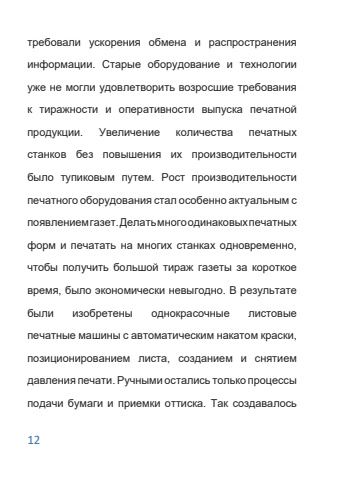 требовали ускорения обмена и распространения
информации. Старые оборудование и технологии
уже не могли удовлетворить возросшие требования
к тиражности и оперативности выпуска печатной
продукции. Увеличение количества печатных
станков без повышения их производительности
было тупиковым путем. Рост производительности
печатного оборудования стал особенно актуальным с
появлением газет. Делать много одинаковых печатных
форм и печатать на многих станках одновременно,
чтобы получить большой тираж газеты за короткое
время, было экономически невыгодно. В результате
были изобретены однокрасочные листовые
печатные машины с автоматическим накатом краски,
позиционированием листа, созданием и снятием
давления печати. Ручными остались только процессы
подачи бумаги и приемки оттиска. Так создавалось
12